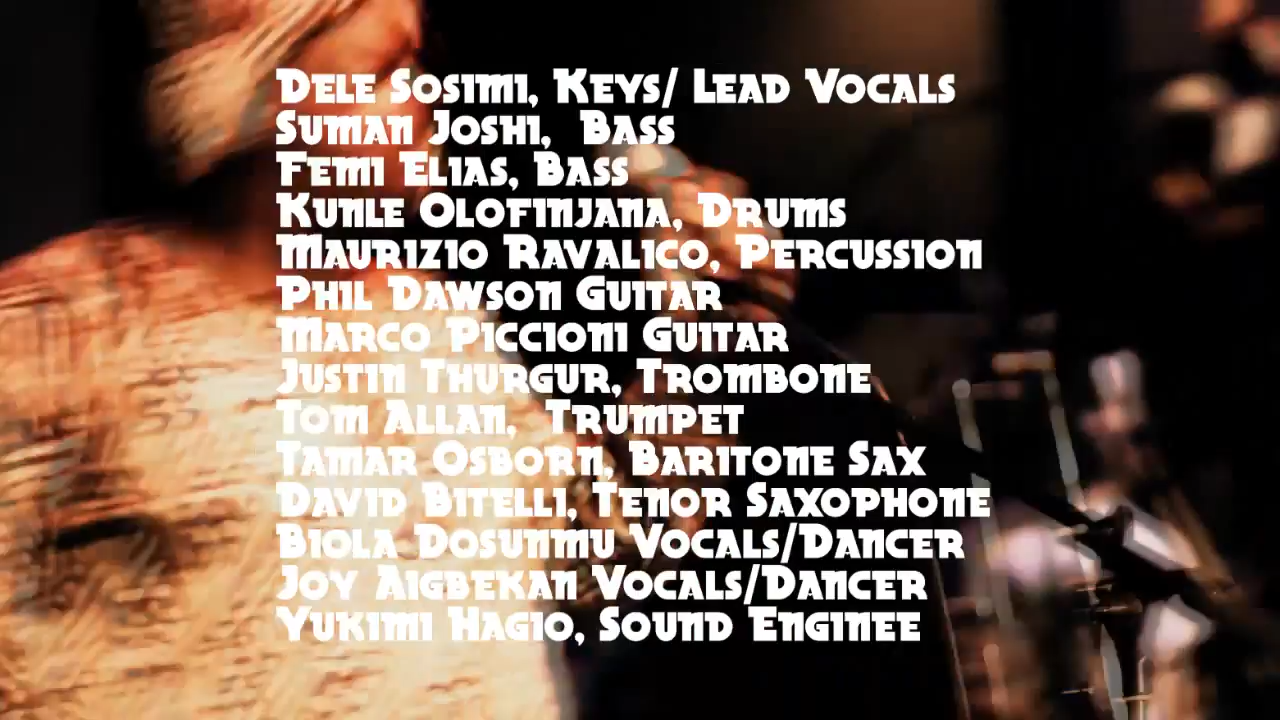 Dele Sosimi, Keys/ Lead Vocals
Suman Joshi,  Bass
Femi Elias, Bass
Kunle Olofinjana, Drums
Maurizio Ravalico, Percussion
Phil Dawson Guitar
Marco Piccioni Guitar
Justin Thurgur, Trombone
Tom Allan,  Trumpet
Tamar Osborn, Baritone Sax
David Bitelli, Tenor Saxophone
Biola Dosunmu Vocals/Dancer
Joy Aigbekan Vocals/Dancer
Yukimi Hagio, Sound Enginee